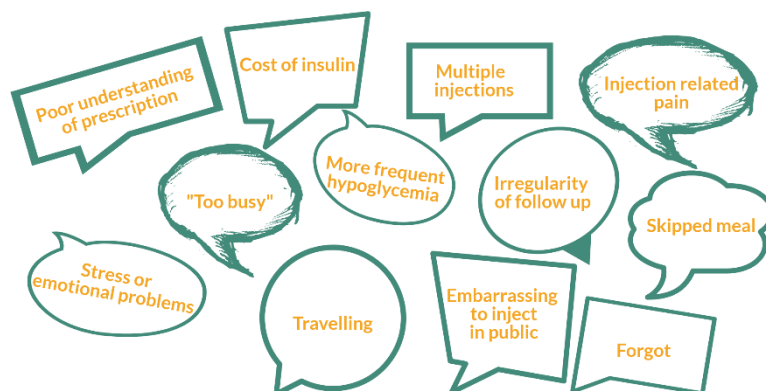 Poor understanding
of prescription
Cost of insulin
Multiple
injections
Injection related
pain
"Too busy"
More frequent
hypoglycemia
Irregularity
of follow up
Skipped meal
Stress or
emotional problems
Travelling
Embarrassing
to inject
in public
Forgot